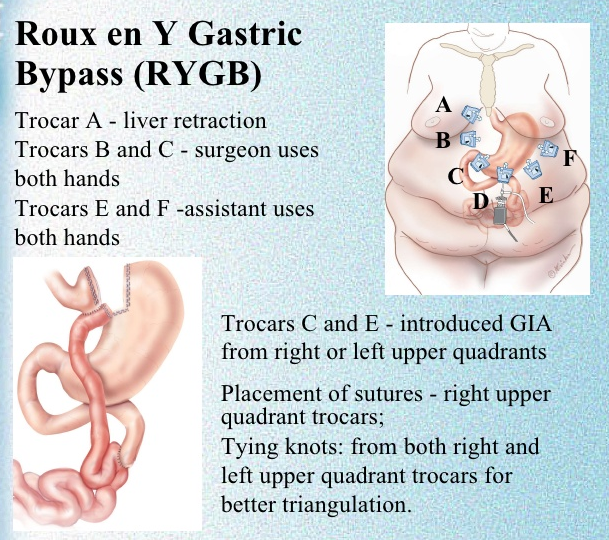 Roux en Y Gastric
Bypass (RYGB)
Trocar A - liver retraction
Trocars B and C - surgeon uses
both hands
Trocars E and F -assistant uses
both hands
A
B
C
D
E
F
Trocars C and E - introduced GIA
from right or left upper quadrants
Placement of sutures - right upper
quadrant trocars;
Tying knots: from both right and
left upper quadrant trocars for
better triangulation.